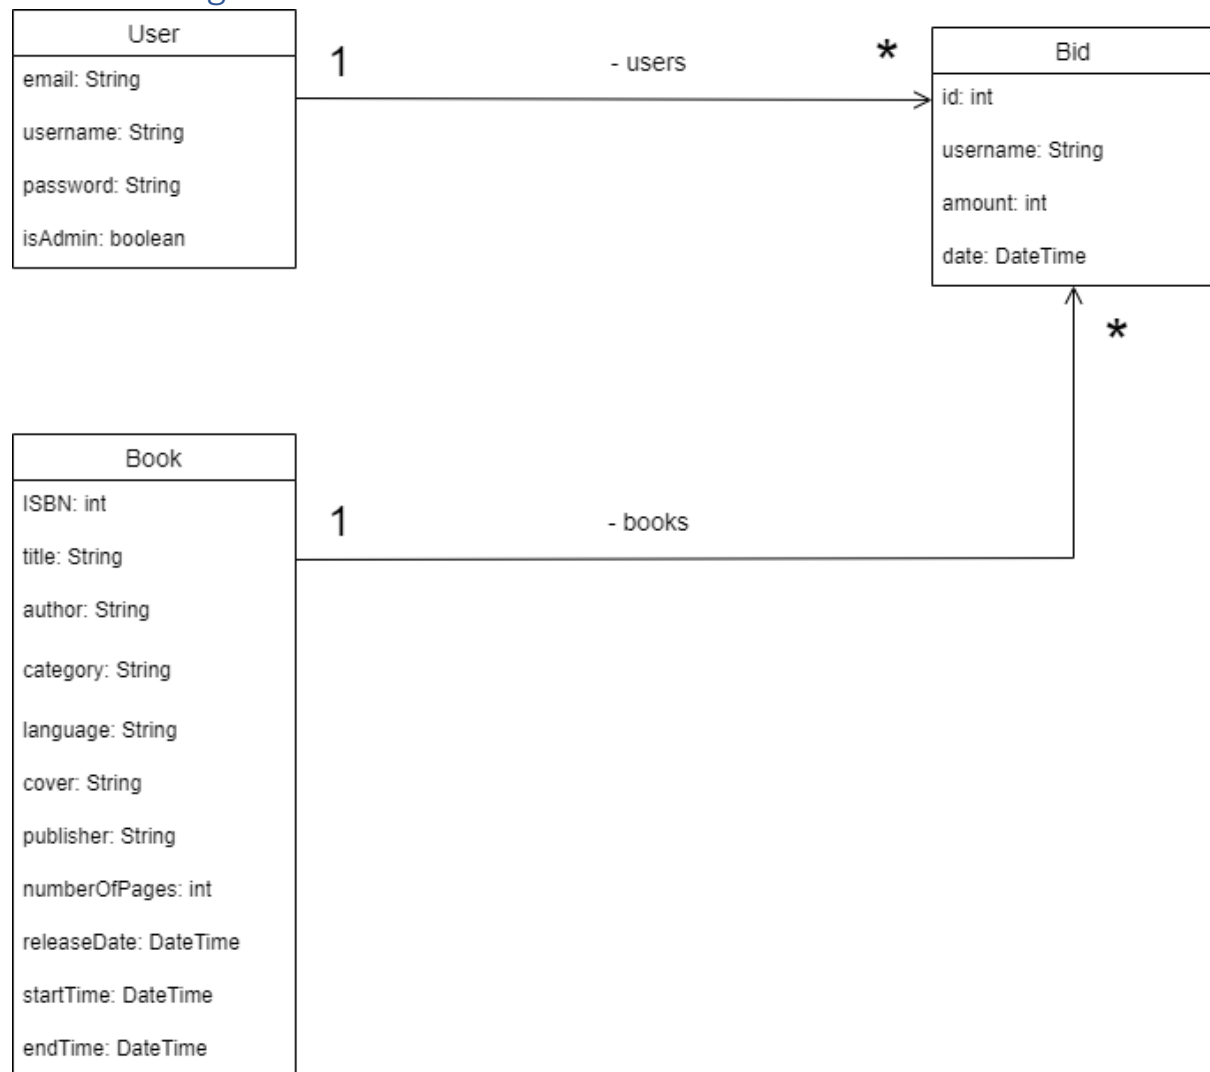 User
email: String
username: String
password: String
isAdmin: boolean
1
- users
*
Bid
id: int
username: String
amount: int
date: DateTime
*
Book
ISBN: int
title: String
author: String
category: String
language: String
cover: String
publisher: String
numberOfPages: int
releaseDate: DateTime
startTime: DateTime
endTime: DateTime
1
- books